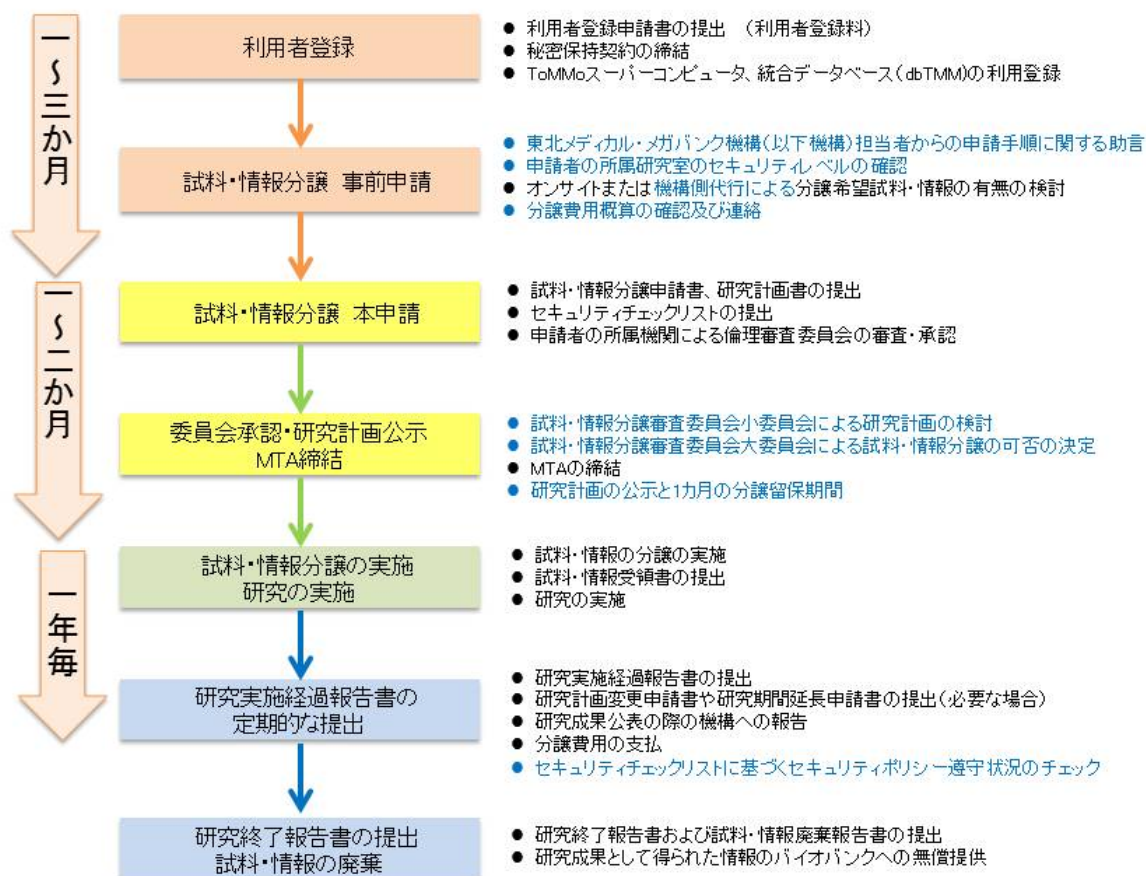 一～三か月
利用者登録
● 利用者登録申請書の提出 （利用者登録料）
● 秘密保持契約の締結
● ToMMoスーパーコンピュータ、統合データベース（dbTMM）の利用登録
試料・情報分譲 事前申請
● 東北メディカル・メガバンク機構（以下機構）担当者からの申請手順に関する助言
● 申請者の所属研究室のセキュリティレベルの確認
● オンサイトまたは機構側代行による分譲希望試料・情報の有無の検討
● 分譲費用概算の確認及び連絡
一～二か月
試料・情報分譲 本申請
● 試料・情報分譲申請書、研究計画書の提出
● セキュリティチェックリストの提出
● 申請者の所属機関による倫理審査委員会の審査・承認
委員会承認・研究計画公示
MTA締結
● 試料・情報分譲審査委員会小委員会による研究計画の検討
● 試料・情報分譲審査委員会大委員会による試料・情報分譲の可否の決定
● MTAの締結
● 研究計画の公示と1カ月の分譲留保期間
一年毎
試料・情報分譲の実施
研究の実施
● 試料・情報の分譲の実施
● 試料・情報受領書の提出
● 研究の実施
研究実施経過報告書の
定期的な提出
● 研究実施経過報告書の提出
● 研究計画変更申請書や研究期間延長申請書の提出（必要な場合）
● 研究成果公表の際の機構への報告
● 分譲費用の支払
● セキュリティチェックリストに基づくセキュリティポリシー遵守状況のチェック
研究終了報告書の提出
試料・情報の廃棄
● 研究終了報告書および試料・情報廃棄報告書の提出
● 研究成果として得られた情報のバイオバンクへの無償提供